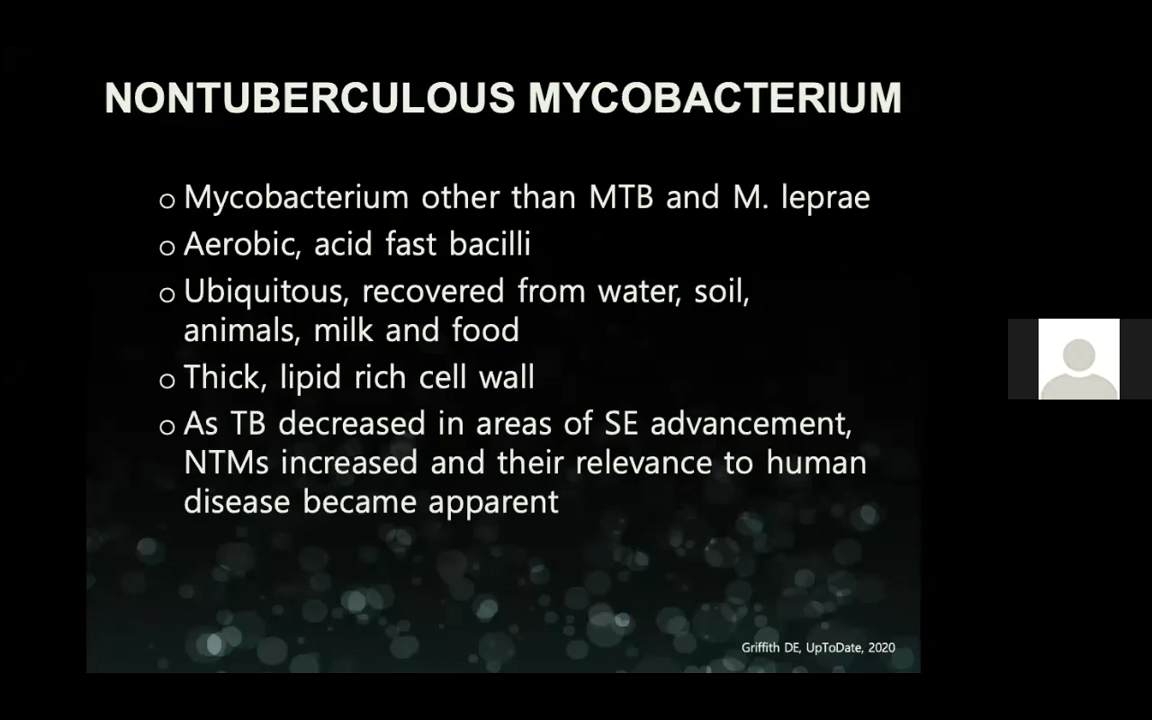 NONTUBERCULOUS MYCOBACTERIUM
o Mycobacterium other than MTB and M. leprae
o Aerobic, acid fast bacilli
o Ubiquitous, recovered from water, soil,
animals, milk and food
o Thick, lipid rich cell wall
o As TB decreased in areas of SE advancement,
NTMs increased and their relevance to human
disease became apparent
Griffith DE, UpToDate, 2020